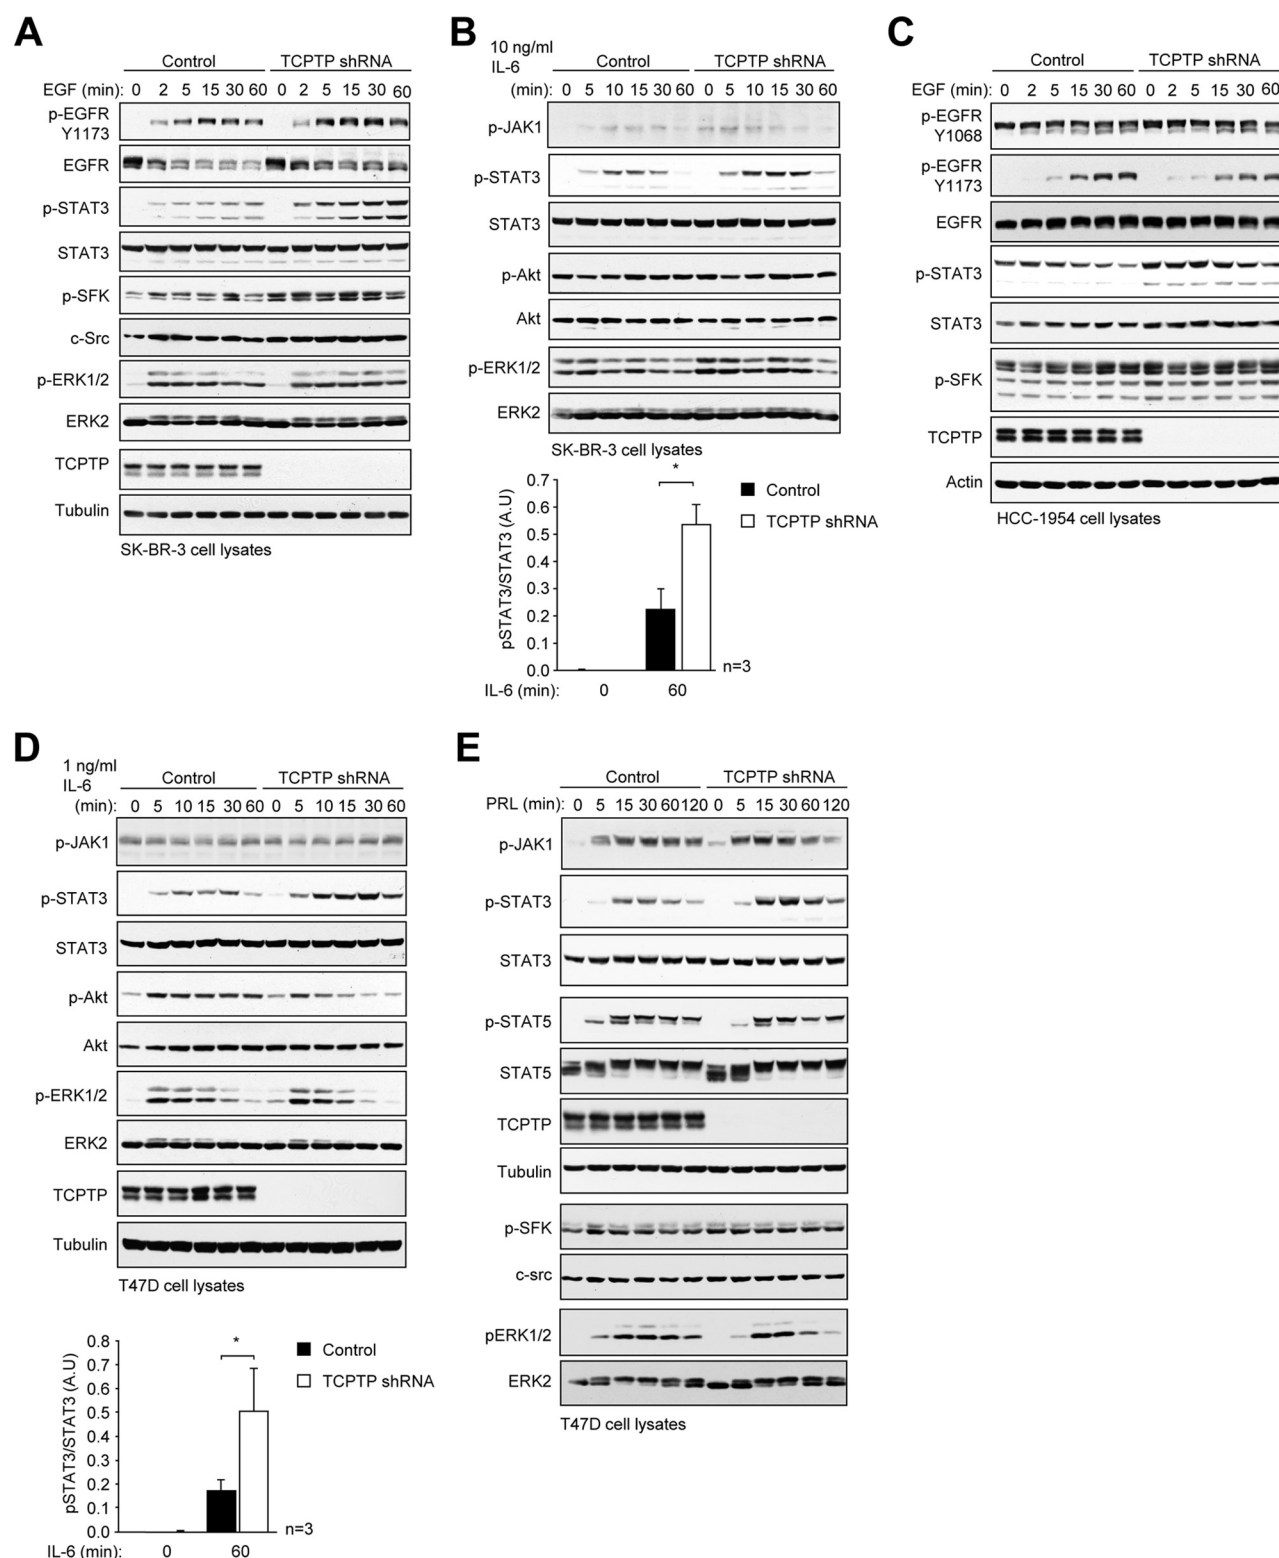 A
Control TCPTP shRNA
EGF (min): 0 2 5 15 30 60 0 2 5 15 30 60
p-EGFR
Y1173
EGFR
p-STAT3
STAT3
p-SFK
c-Src
p-ERK1/2
ERK2
TCPTP
Tubulin
SK-BR-3 cell lysates
B
10 ng/ml
IL-6
Control TCPTP shRNA
(min): 0 5 10 15 30 60 0 5 10 15 30 60
p-JAK1
p-STAT3
STAT3
p-Akt
Akt
p-ERK1/2
ERK2
SK-BR-3 cell lysates
pSTAT3/STAT3 (A.U)
0.7
0.6
0.5
0.4
0.3
0.2
0.1
0.0
*
Control
TCPTP shRNA
n=3
IL-6 (min): 0 60
C
Control TCPTP shRNA
EGF (min): 0 2 5 15 30 60 0 2 5 15 30 60
p-EGFR
Y1068
p-EGFR
Y1173
EGFR
p-STAT3
STAT3
p-SFK
TCPTP
Actin
HCC-1954 cell lysates
D
1 ng/ml
IL-6
Control TCPTP shRNA
(min): 0 5 10 15 30 60 0 5 10 15 30 60
p-JAK1
p-STAT3
STAT3
p-Akt
Akt
p-ERK1/2
ERK2
TCPTP
Tubulin
T47D cell lysates
pSTAT3/STAT3 (A.U)
0.8
0.7
0.6
0.5
0.4
0.3
0.2
0.1
0.0
*
Control
TCPTP shRNA
n=3
IL-6 (min): 0 60
E
Control TCPTP shRNA
PRL (min): 0 5 15 30 60 120 0 5 15 30 60 120
p-JAK1
p-STAT3
STAT3
p-STAT5
STAT5
TCPTP
Tubulin
p-SFK
c-src
pERK1/2
ERK2
T47D cell lysates